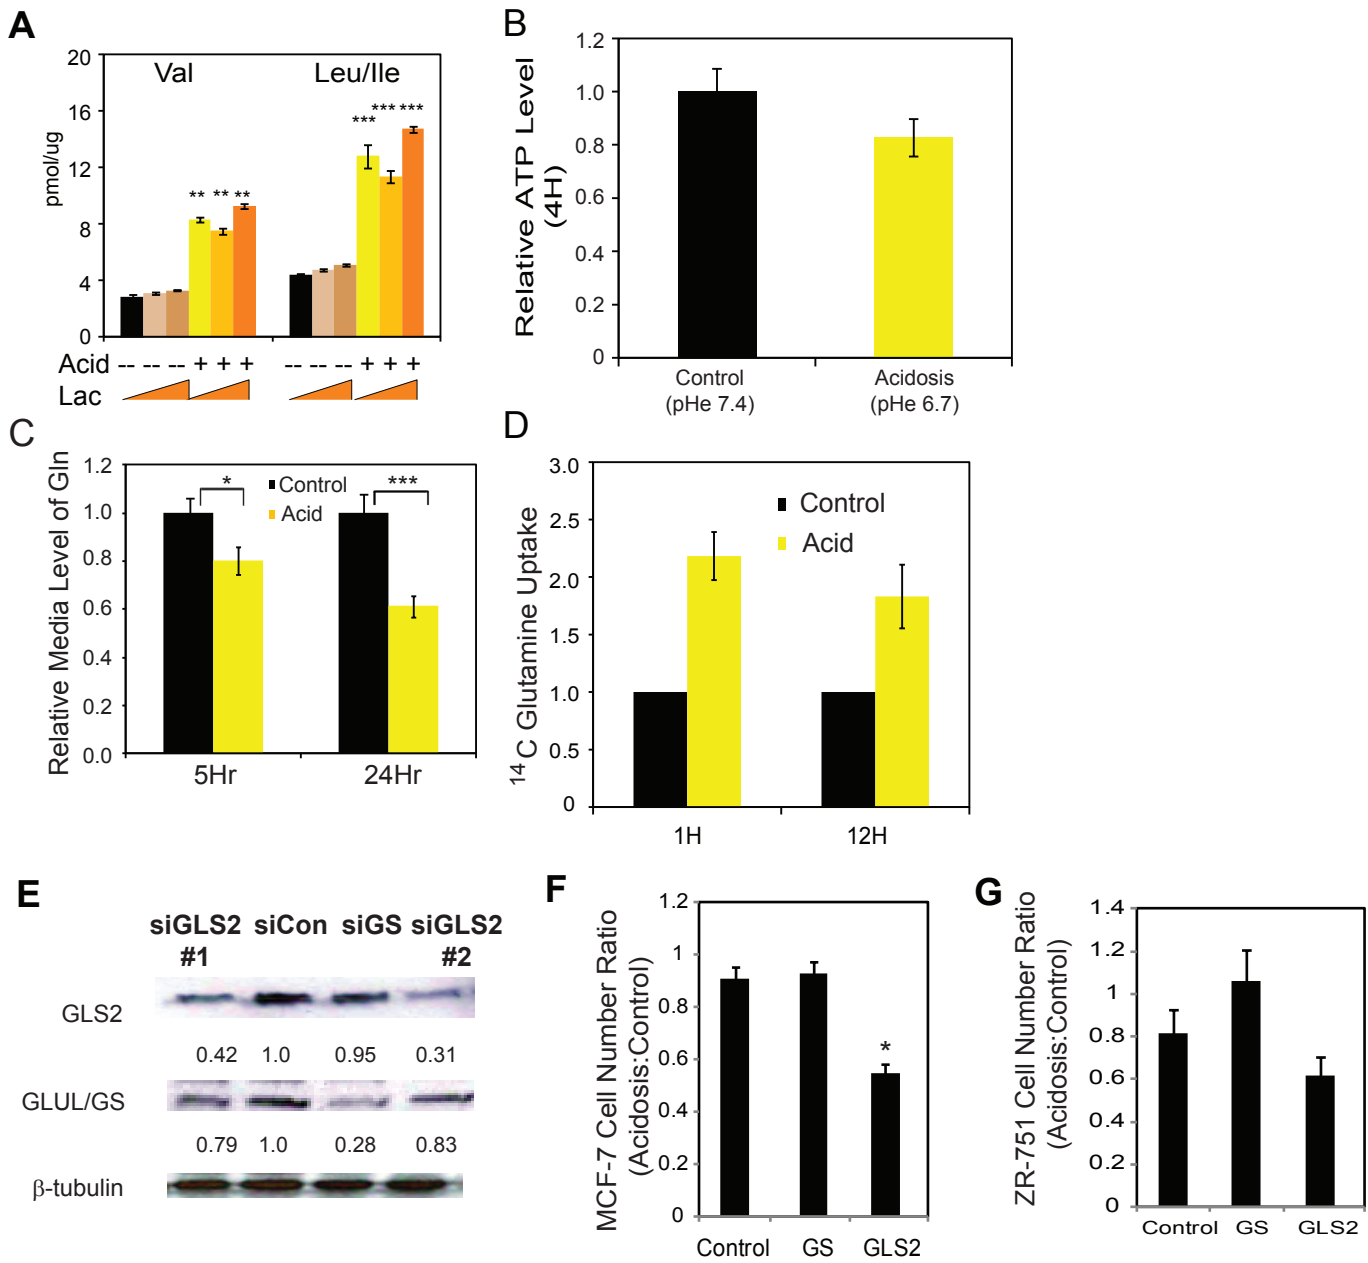 A
20
16
12
8
4
0
pmol/ug
Val
Leu/Ile
** ** **
*** *** ***
Acid -- -- -- + + + -- -- -- + + +
Lac
B
1.2
1.0
0.8
0.6
0.4
0.2
0
Relative ATP Level
(4H)
Control
(pHe 7.4)
Acidosis
(pHe 6.7)
C
1.2
1.0
0.8
0.6
0.4
0.2
0.0
Relative Media Level of Gln
*
***
Control
Acid
5Hr
24Hr
D
3.0
2.5
2.0
1.5
1.0
0.5
0
14C Glutamine Uptake
Control
Acid
1H
12H
E
siGLS2 siCon siGS siGLS2
#1 #2
GLS2
0.42 1.0 0.95 0.31
GLUL/GS
0.79 1.0 0.28 0.83
β-tubulin
F
1.2
1
0.8
0.6
0.4
0.2
0
MCF-7 Cell Number Ratio
(Acidosis:Control)
*
Control GS GLS2
G
1.4
1.2
1
0.8
0.6
0.4
0.2
0
ZR-751 Cell Number Ratio
(Acidosis:Control)
Control GS GLS2